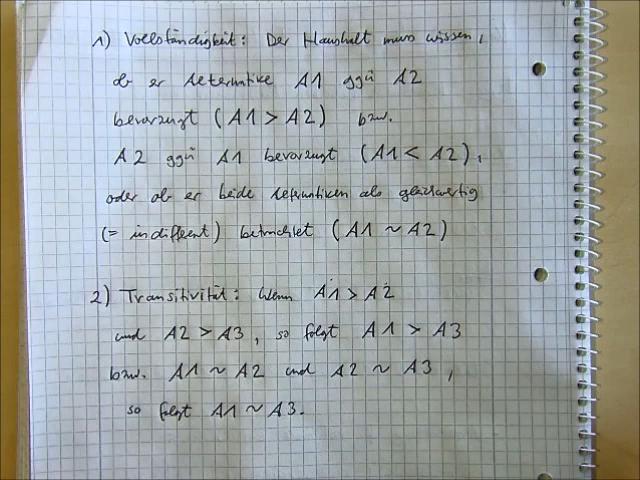 1) Vollständigkeit: Der Haushalt muss wissen,
ob er Alternative A1 ggü A2
bevorzugt (A1 > A2) bzw.
A2 ggü A1 bevorzugt (A1 < A2),
oder ob er beide Alternativen als gleichwertig
(= indifferent) betrachtet (A1 ~ A2)
2) Transitivität: Wenn A1 > A2
und A2 > A3, so folgt A1 > A3
bzw. A1 ~ A2 und A2 ~ A3,
so folgt A1 ~ A3.